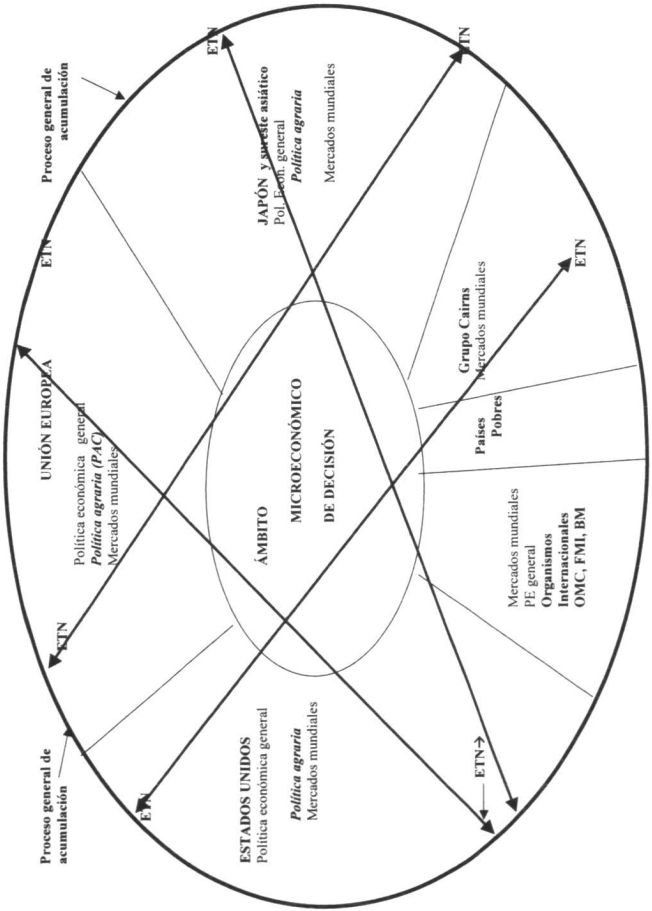 Proceso general de
acumulación
UNIÓN EUROPEA
ETN
Proceso general de
acumulación
ETN
Política económica general
Política agraria (PAC)
Mercados mundiales
ETN
ETN
ESTADOS UNIDOS
Política económica general
Política agraria
Mercados mundiales
ÁMBITO
MICROECONÓMICO
DE DECISIÓN
JAPÓN y sureste asiático
Pol. Econ. general
Política agraria
Mercados mundiales
ETN
ETN→
Países
Pobres
Grupo Cairns
Mercados mundiales
Mercados mundiales
PE general
Organismos
Internacionales
OMC, FMI, BM
ETN